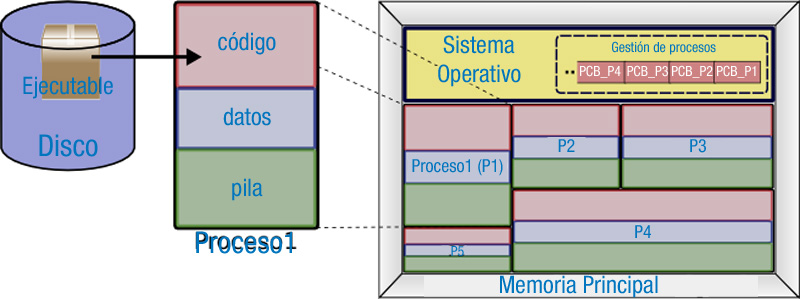 Ejecutable
Disco
código
datos
pila
Proceso1
Sistema
Operativo
Gestión de procesos
•• PCB_P4 PCB_P3 PCB_P2 PCB_P1
Proceso1 (P1)
P2
P3
P4
P5
Memoria Principal